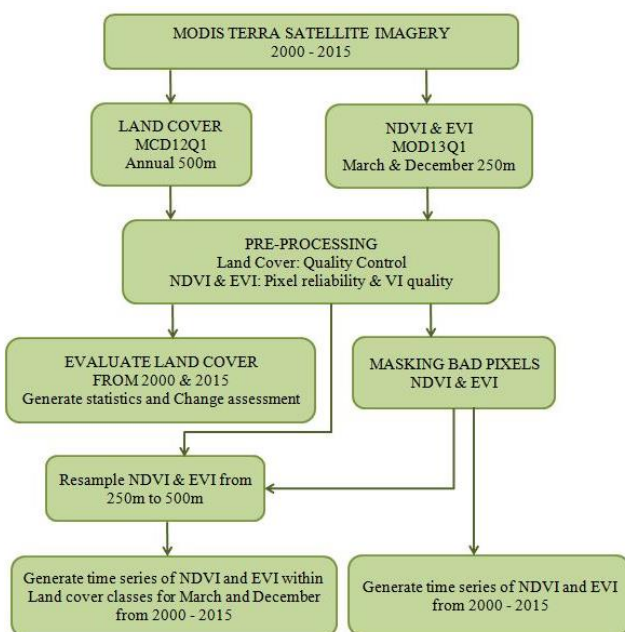 MODIS TERRA SATELLITE IMAGERY
2000 - 2015
LAND COVER
MCD12Q1
Annual 500m
NDVI & EVI
MOD13Q1
March & December 250m
PRE-PROCESSING
Land Cover: Quality Control
NDVI & EVI: Pixel reliability & VI quality
EVALUATE LAND COVER
FROM 2000 & 2015
Generate statistics and Change assessment
MASKING BAD PIXELS
NDVI & EVI
Resample NDVI & EVI from
250m to 500m
Generate time series of NDVI and EVI within
Land cover classes for March and December
from 2000 - 2015
Generate time series of NDVI and EVI
from 2000 - 2015